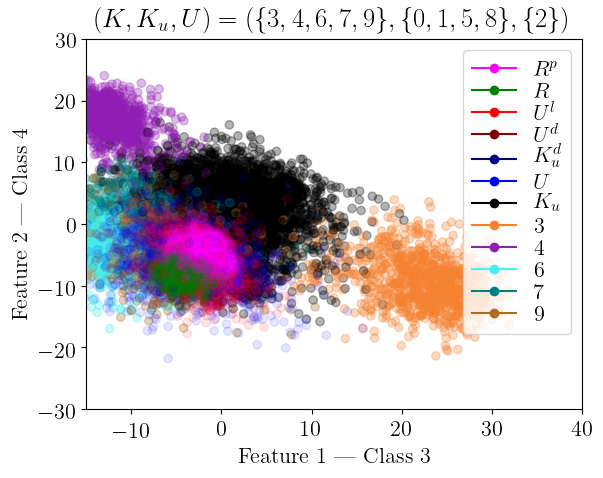 (K, K_u, U) = ({3, 4, 6, 7, 9}, {0, 1, 5, 8}, {2})
30
20
10
0
−10
−20
−30
Feature 2 — Class 4
R^p
R
U^l
U^d
K_u^d
U
K_u
3
4
6
7
9
−10
0
10
20
30
40
Feature 1 — Class 3